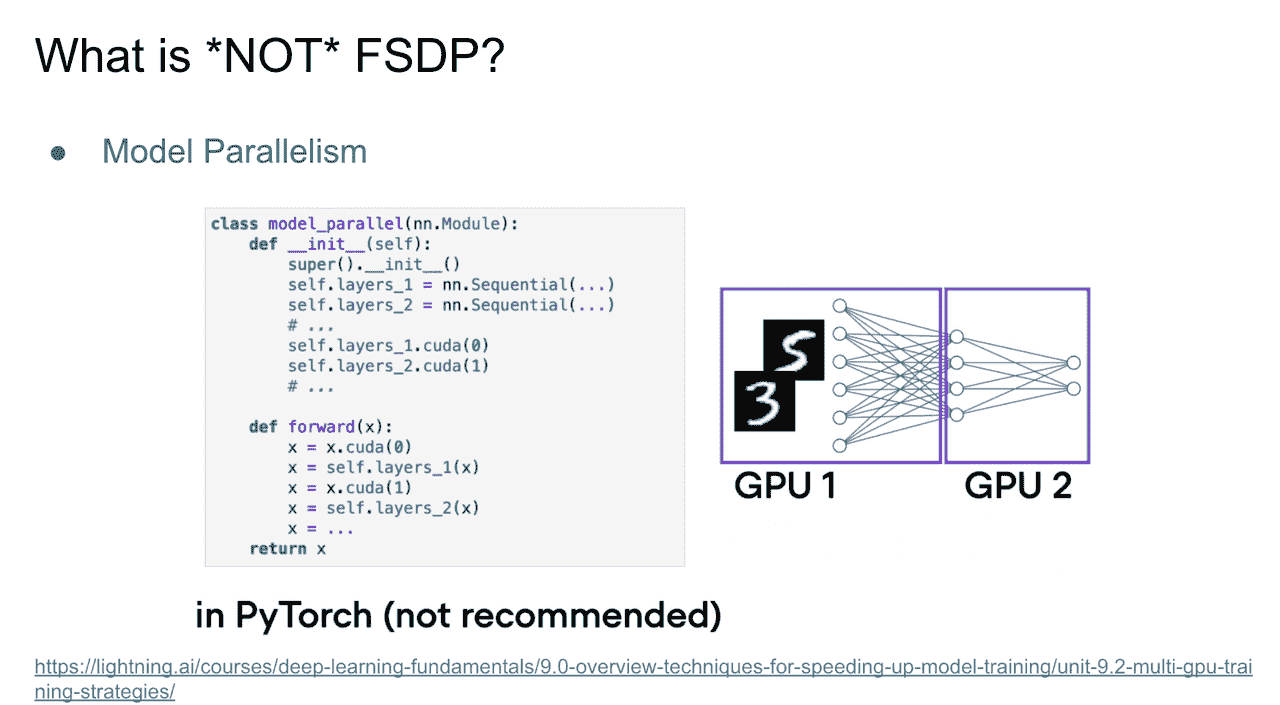 What is *NOT* FSDP?
● Model Parallelism
class model_parallel(nn.Module):
    def __init__(self):
        super().__init__()
        self.layers_1 = nn.Sequential(...)
        self.layers_2 = nn.Sequential(...)
        # ...
        self.layers_1.cuda(0)
        self.layers_2.cuda(1)
        # ...
    def forward(x):
        x = x.cuda(0)
        x = self.layers_1(x)
        x = x.cuda(1)
        x = self.layers_2(x)
        x = ...
    return x
5
3
GPU 1
GPU 2
in PyTorch (not recommended)
https://lightning.ai/courses/deep-learning-fundamentals/9.0-overview-techniques-for-speeding-up-model-training/unit-9.2-multi-gpu-trai
ning-strategies/